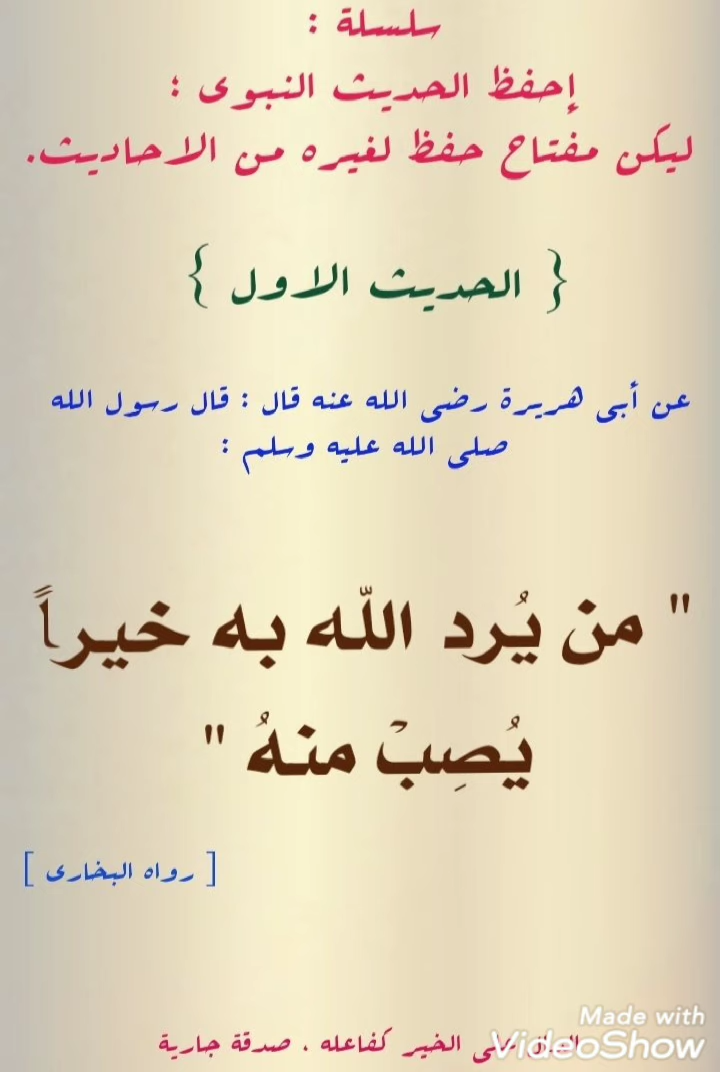 سلسلة :
إحفظ الحديث النبوى ؛
ليكن مفتاح حفظ لغيره من الاحاديث.
{ الحديث الاول }
عن أبى هريرة رضى الله عنه قال : قال رسول الله
صلى الله عليه وسلم :
" من يُرد اللّه به خيراً
يُصِبْ منهُ "
[ رواه البخارى ]
Made with
VideoShow
الدال على الخير كفاعله ، صدقة جارية